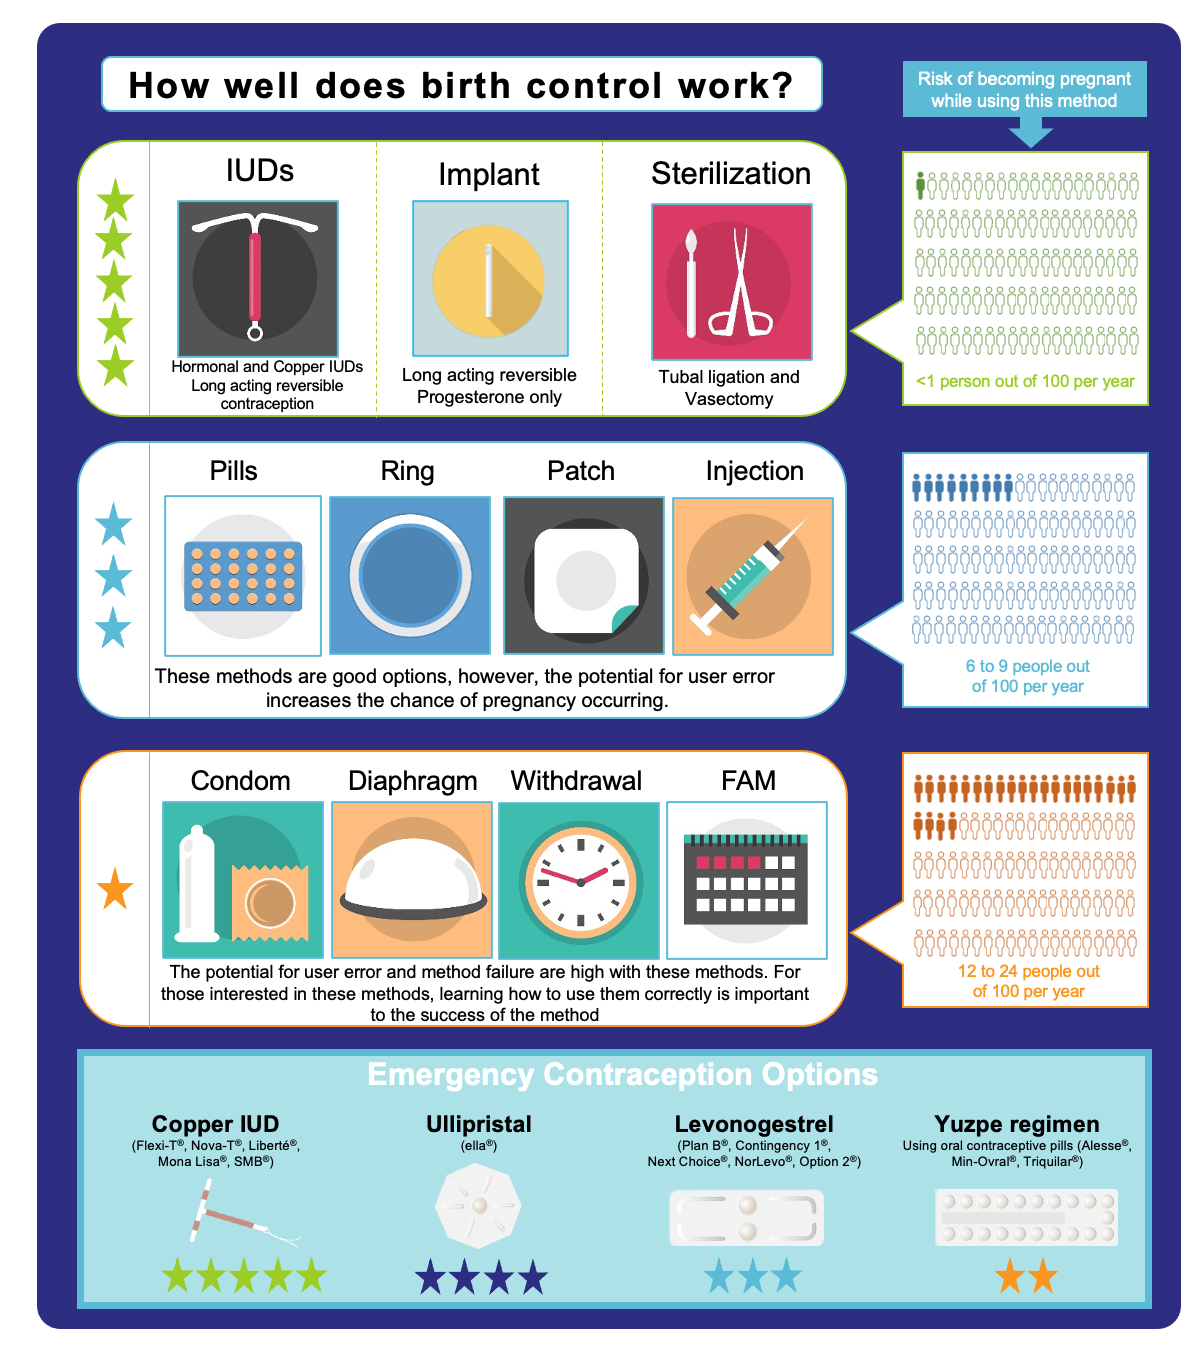 How well does birth control work?
Risk of becoming pregnant
while using this method
IUDs
Hormonal and Copper IUDs
Long acting reversible
contraception
Implant
Long acting reversible
Progesterone only
Sterilization
Tubal ligation and
Vasectomy
<1 person out of 100 per year
Pills
Ring
Patch
Injection
These methods are good options, however, the potential for user error
increases the chance of pregnancy occurring.
6 to 9 people out
of 100 per year
Condom
Diaphragm
Withdrawal
FAM
The potential for user error and method failure are high with these methods. For
those interested in these methods, learning how to use them correctly is important
to the success of the method
12 to 24 people out
of 100 per year
Emergency Contraception Options
Copper IUD
(Flexi-T®, Nova-T®, Liberté®,
Mona Lisa®, SMB®)
Ullipristal
(ella®)
Levonogestrel
(Plan B®, Contingency 1®,
Next Choice®, NorLevo®, Option 2®)
Yuzpe regimen
Using oral contraceptive pills (Alesse®,
Min-Ovral®, Triquilar®)